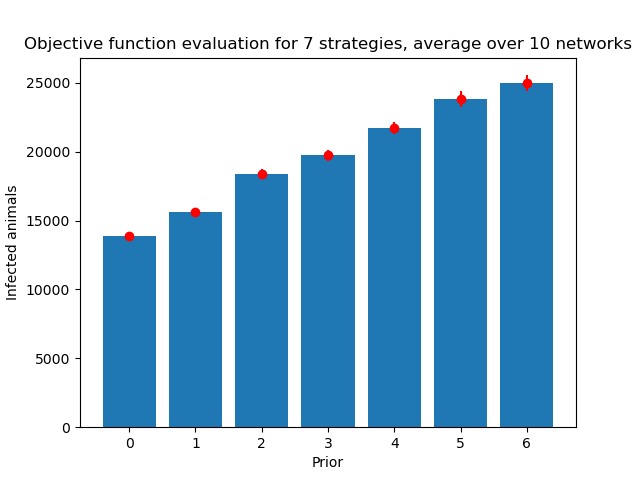 Objective function evaluation for 7 strategies, average over 10 networks
25000
20000
15000
10000
5000
0
Infected animals
0 1 2 3 4 5 6
Prior